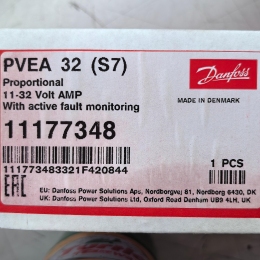 PVEA 32 (S7)
Proportional
11-32 Volt AMP
With active fault monitoring
Danfoss
MADE IN DENMARK
11177348
1 PCS
111773483321F420844
EAC
EU: Danfoss Power Solutions Aps, Nordborgvej 81, Nordborg 6430, DK
UK: Danfoss Power Solutions Ltd, Oxford Road Denham UB9 4LH, UK